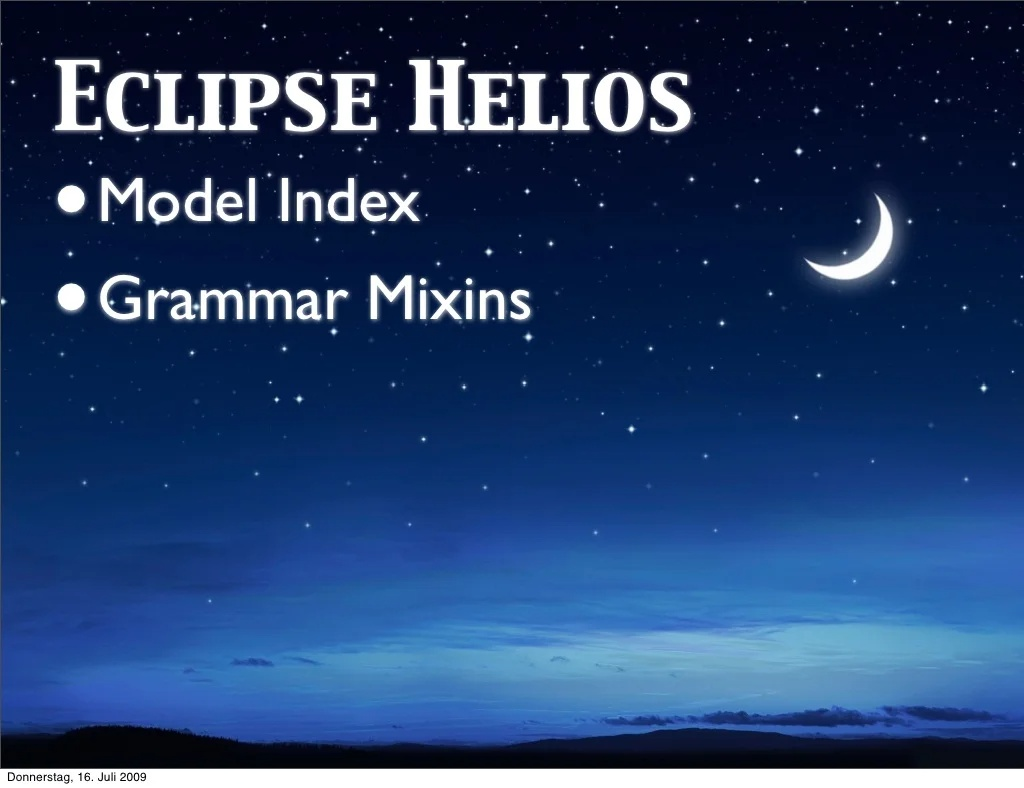 Eclipse Helios
• Model Index
• Grammar Mixins
Donnerstag, 16. Juli 2009